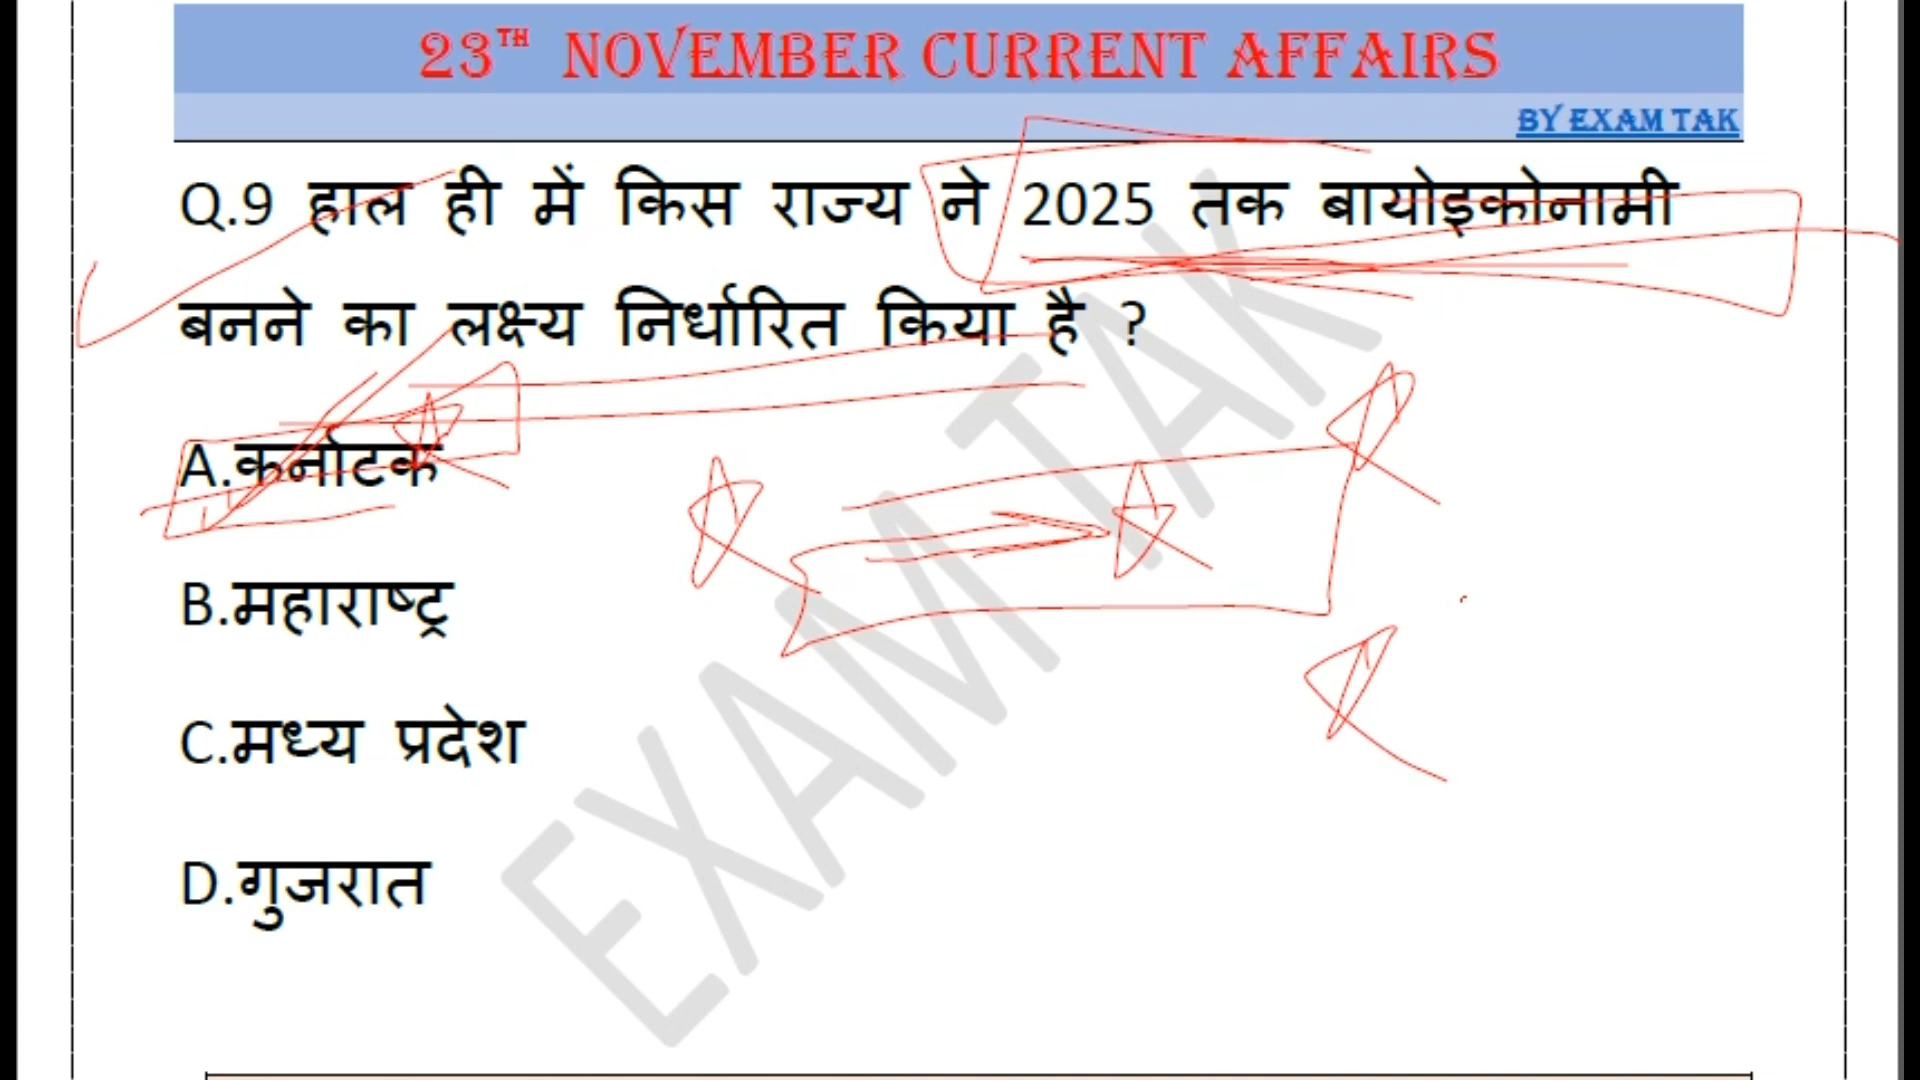 23TH NOVEMBER CURRENT AFFAIRS
BY EXAM TAK
Q.9 हाल ही में किस राज्य ने 2025 तक बायोइकोनामी
बनने का लक्ष्य निर्धारित किया है ?
A.कर्नाटक
B.महाराष्ट्र
C.मध्य प्रदेश
D.गुजरात
EXAM TAK